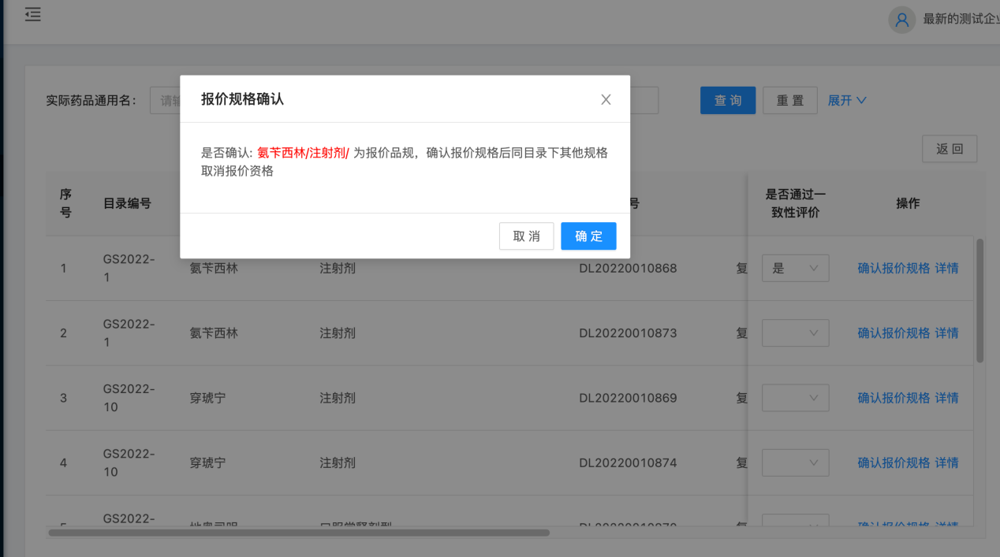 最新的测试企
实际药品通用名:
请输
查 询
重 置
展开
返 回
报价规格确认
是否确认: 氨苄西林/注射剂/ 为报价品规，确认报价规格后同目录下其他规格
取消报价资格
取 消
确 定
序
号
目录编号
号
是否通过一
致性评价
操作
1
GS2022-
1
氨苄西林
注射剂
DL20220010868
复
是
确认报价规格 详情
2
GS2022-
1
氨苄西林
注射剂
DL20220010873
复
确认报价规格 详情
3
GS2022-
10
穿琥宁
注射剂
DL20220010869
复
确认报价规格 详情
4
GS2022-
10
穿琥宁
注射剂
DL20220010874
复
确认报价规格 详情
GS2022-
确认报价规格 详情